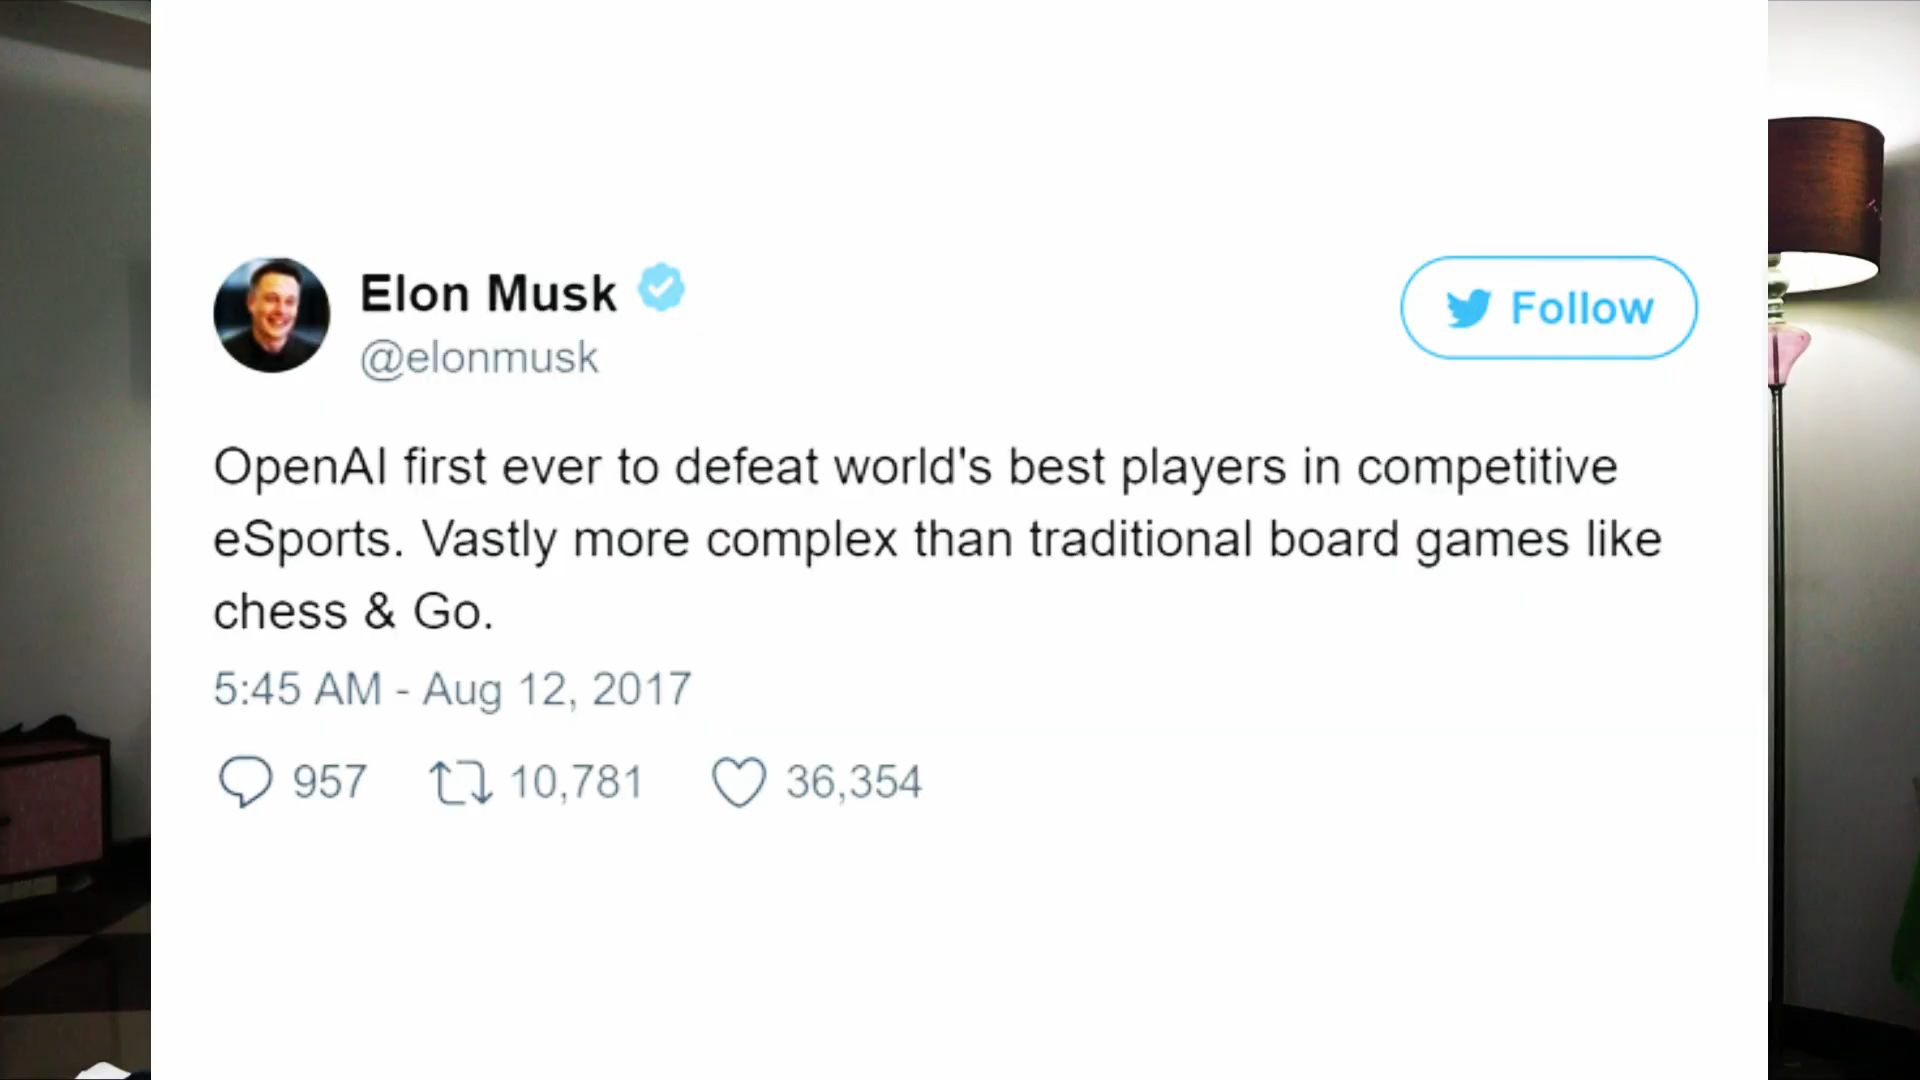 Elon Musk
@elonmusk
Follow
OpenAI first ever to defeat world's best players in competitive
eSports. Vastly more complex than traditional board games like
chess & Go.
5:45 AM - Aug 12, 2017
957 10,781 36,354